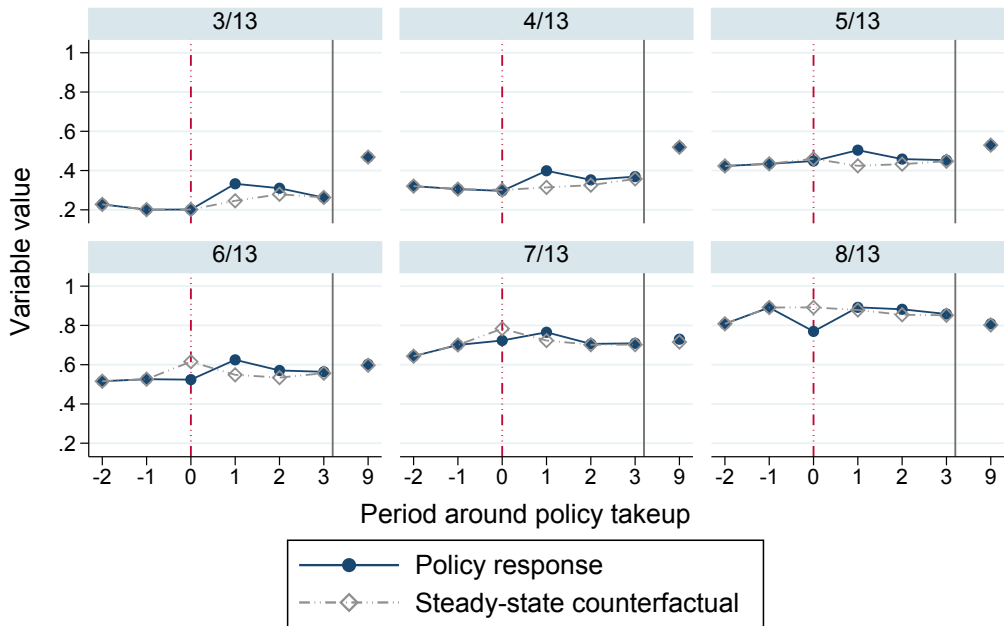 3/13 4/13 5/13
1
.8
.6
.4
.2
6/13 7/13 8/13
1
.8
.6
.4
.2
-2 -1 0 1 2 3 9 -2 -1 0 1 2 3 9 -2 -1 0 1 2 3 9
Variable value
Period around policy takeup
Policy response
Steady-state counterfactual